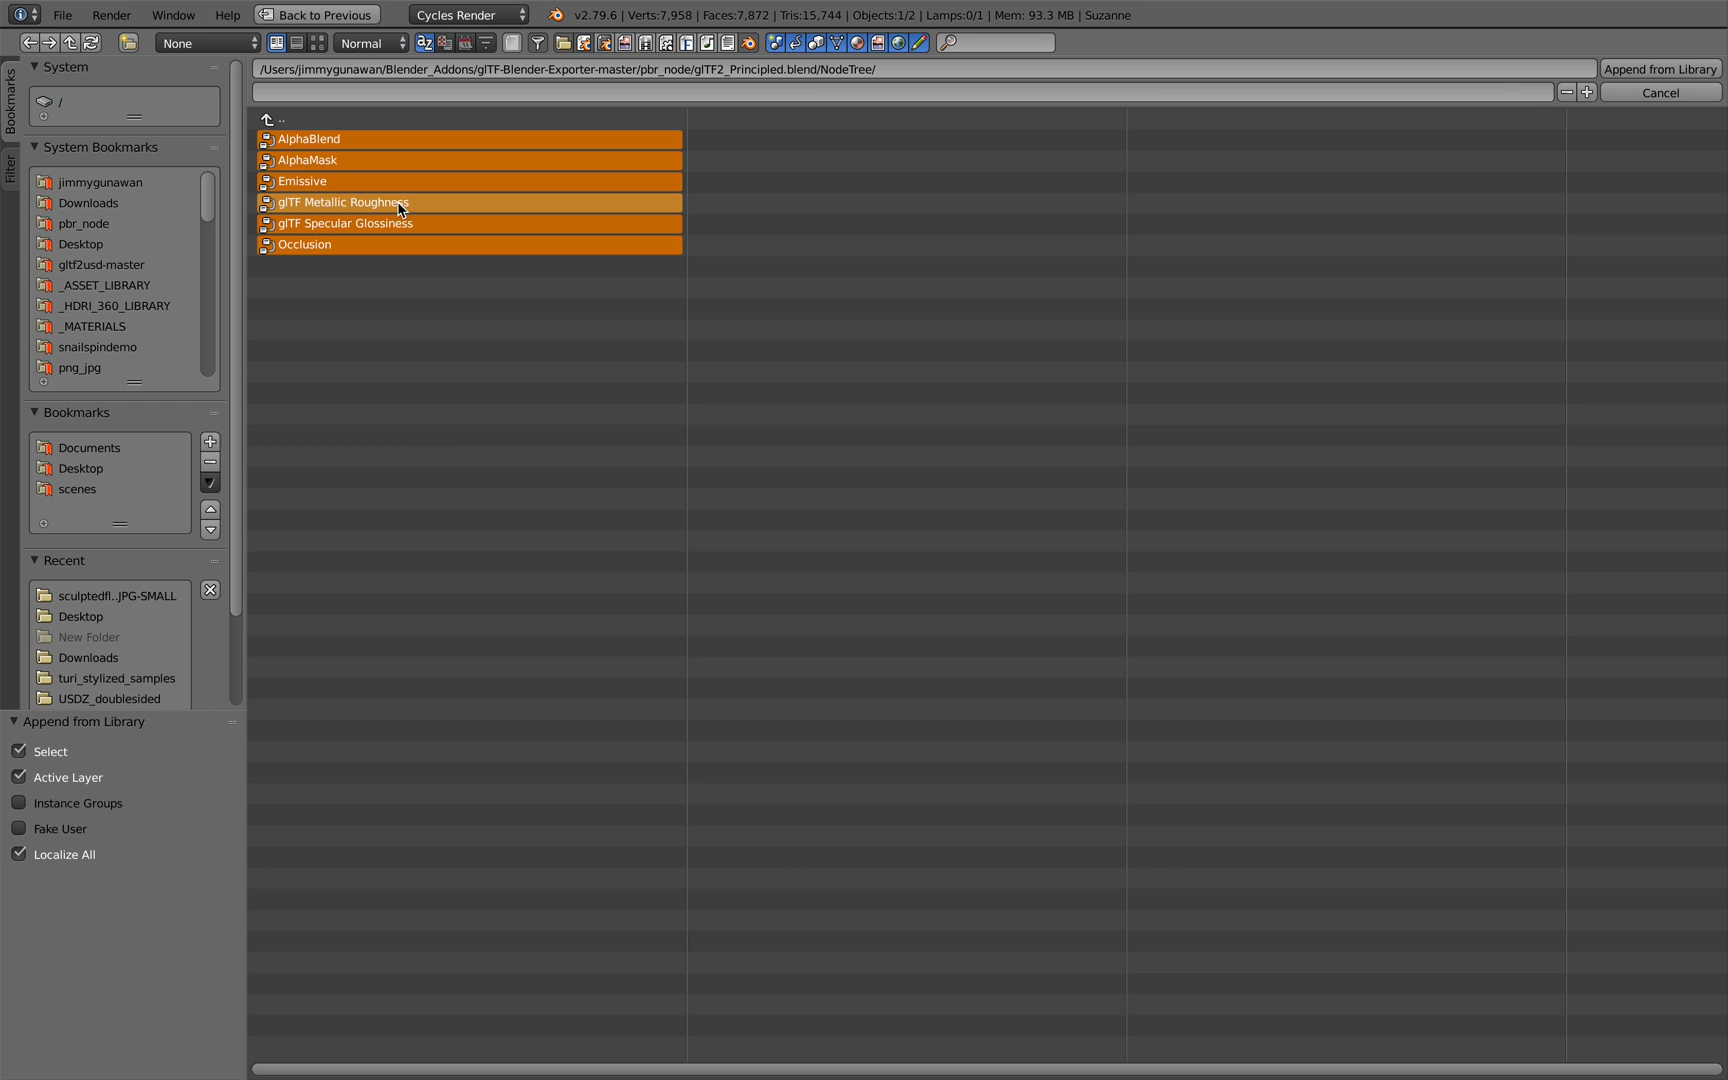 File Render Window Help Back to Previous Cycles Render v2.79.6 | Verts:7,958 | Faces:7,872 | Tris:15,744 | Objects:1/2 | Lamps:0/1 | Mem: 93.3 MB | Suzanne
None Normal
Bookmarks
Filter
System
/
System Bookmarks
jimmygunawan
Downloads
pbr_node
Desktop
gltf2usd-master
_ASSET_LIBRARY
_HDRI_360_LIBRARY
_MATERIALS
snailspindemo
png_jpg
Bookmarks
Documents
Desktop
scenes
Recent
sculptedfl..JPG-SMALL
Desktop
New Folder
Downloads
turi_stylized_samples
USDZ_doublesided
Append from Library
Select
Active Layer
Instance Groups
Fake User
Localize All
/Users/jimmygunawan/Blender_Addons/glTF-Blender-Exporter-master/pbr_node/glTF2_Principled.blend/NodeTree/
Append from Library
Cancel
..
AlphaBlend
AlphaMask
Emissive
glTF Metallic Roughness
glTF Specular Glossiness
Occlusion